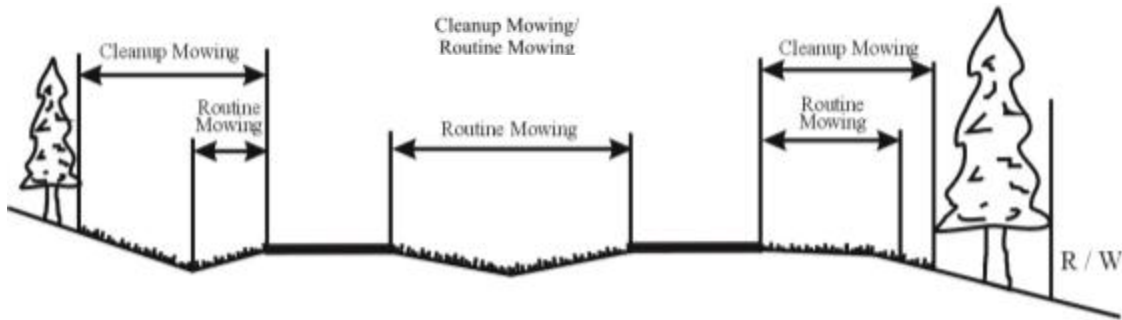 Cleanup Mowing/
Routine Mowing
Cleanup Mowing
Routine
Mowing
Routine Mowing
Cleanup Mowing
Routine
Mowing
R / W